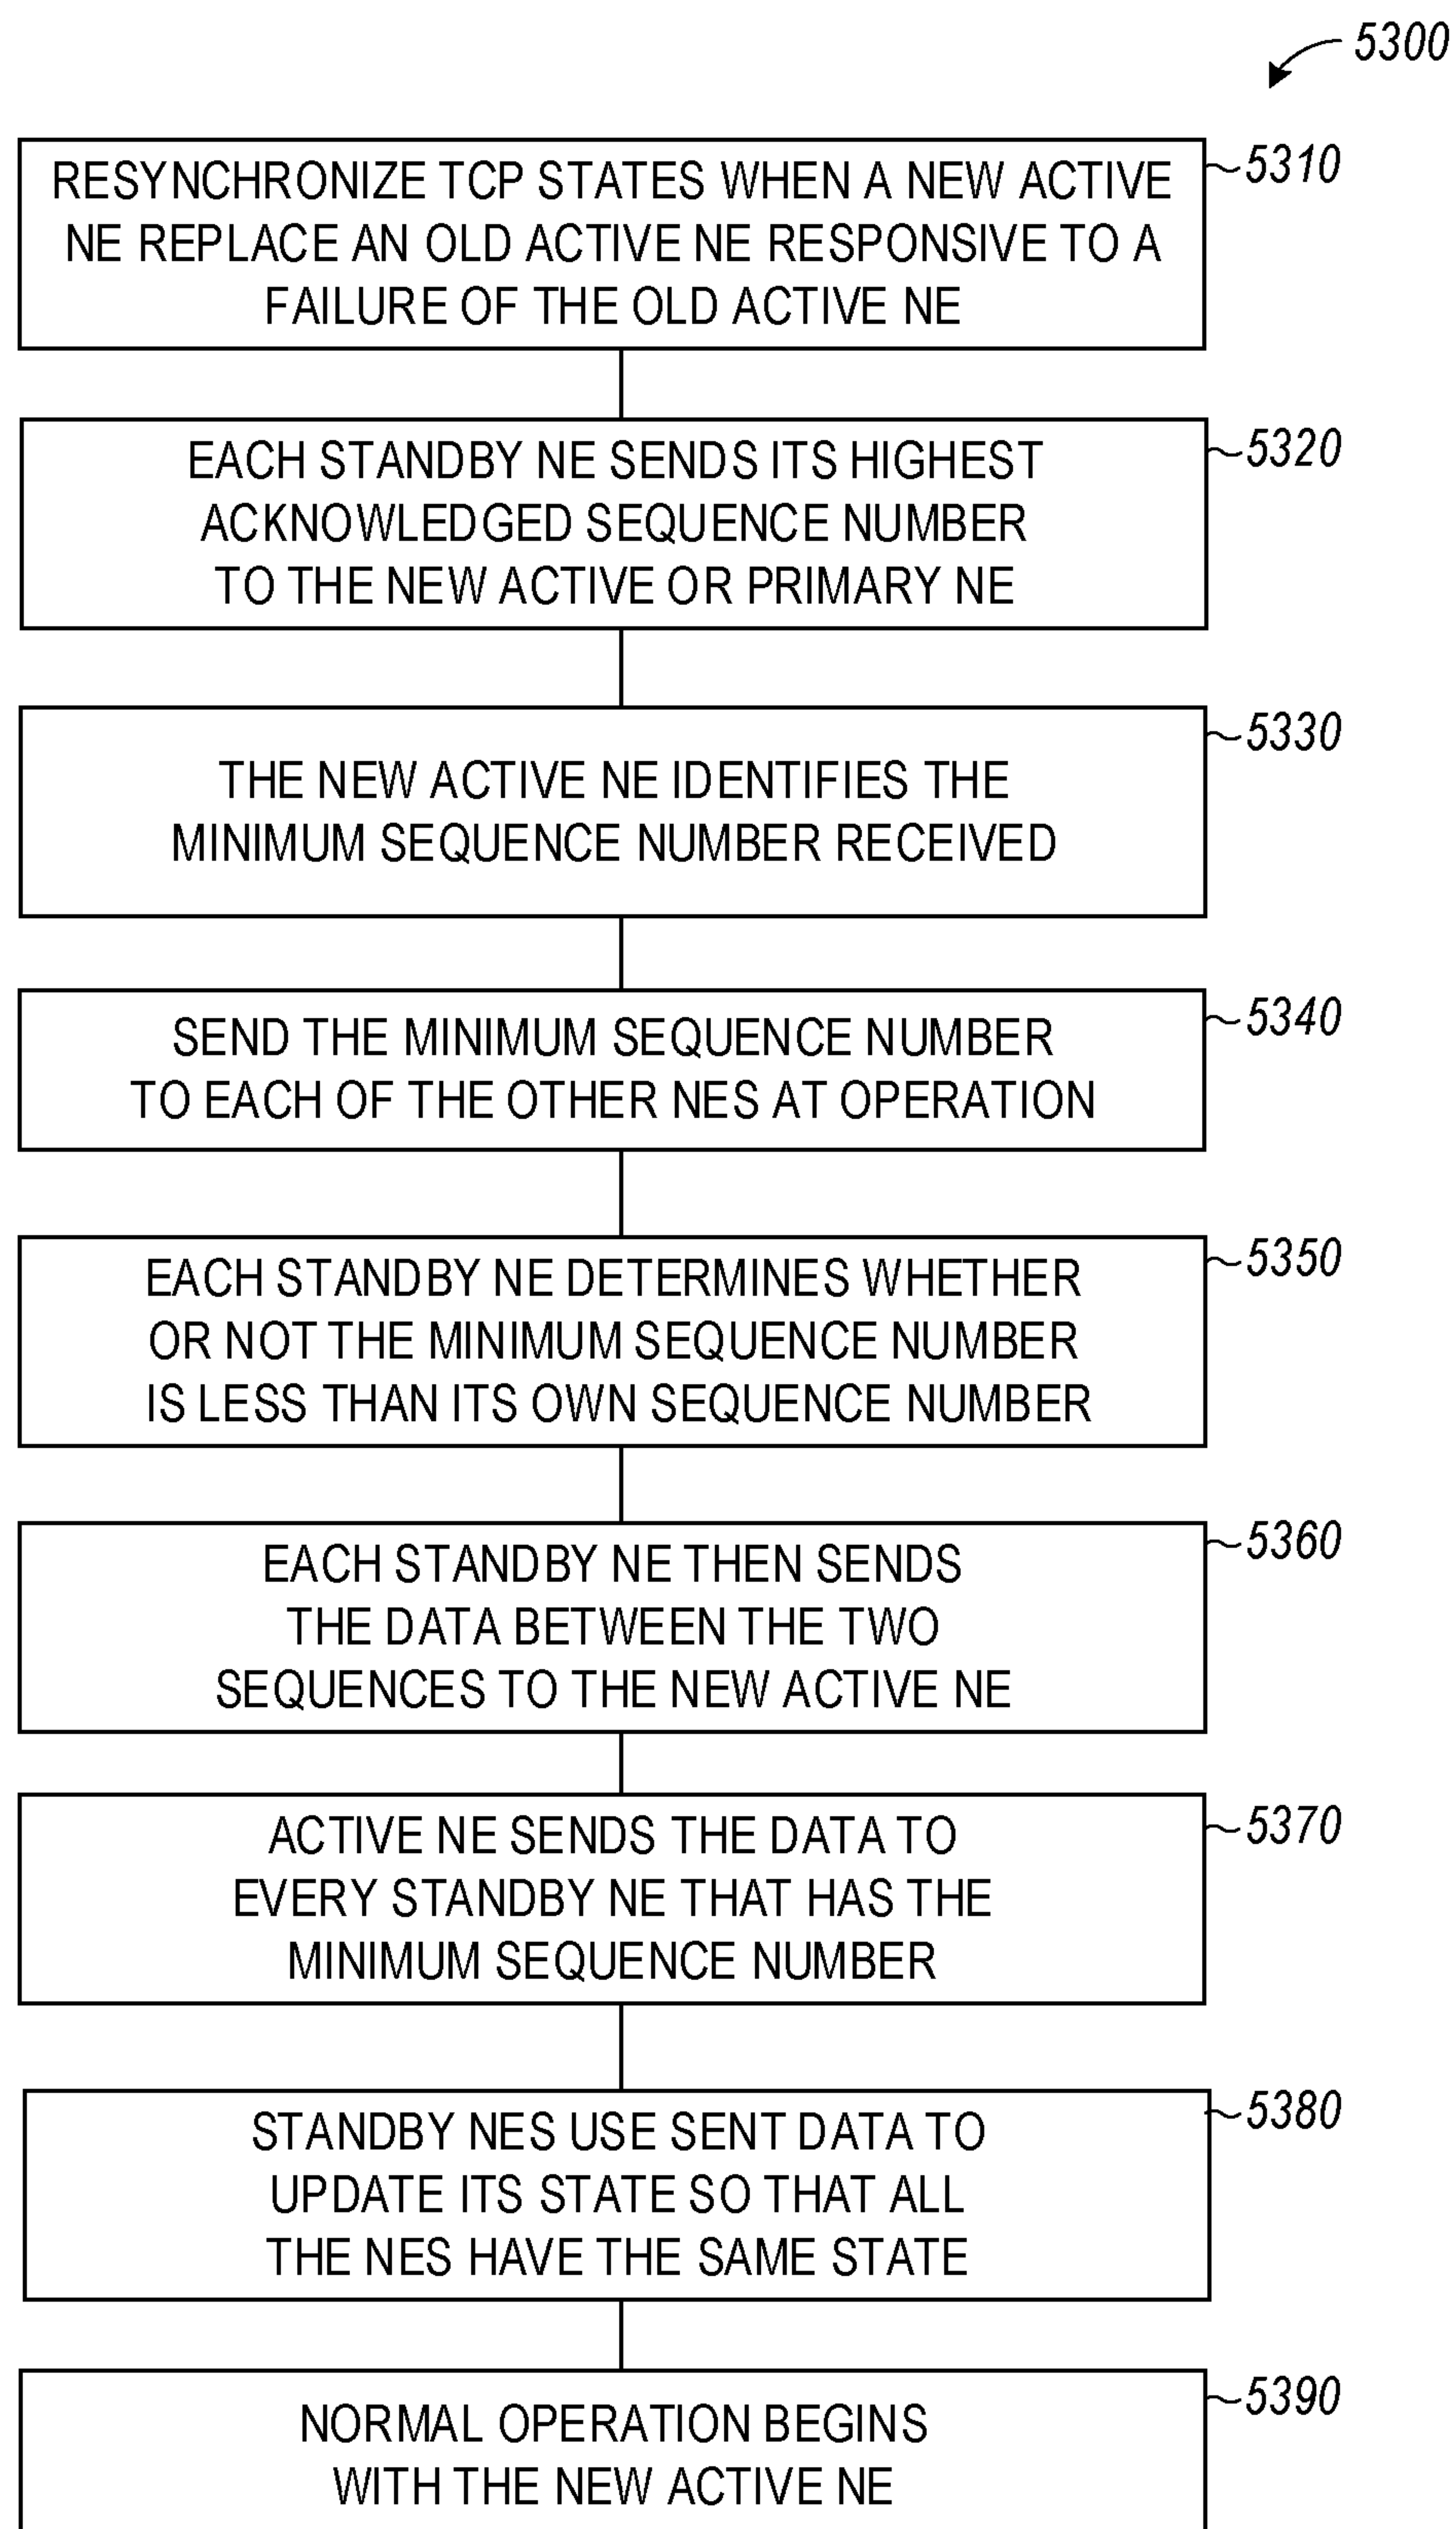 5300
RESYNCHRONIZE TCP STATES WHEN A NEW ACTIVE
NE REPLACE AN OLD ACTIVE NE RESPONSIVE TO A
FAILURE OF THE OLD ACTIVE NE
5310
EACH STANDBY NE SENDS ITS HIGHEST
ACKNOWLEDGED SEQUENCE NUMBER
TO THE NEW ACTIVE OR PRIMARY NE
5320
THE NEW ACTIVE NE IDENTIFIES THE
MINIMUM SEQUENCE NUMBER RECEIVED
5330
SEND THE MINIMUM SEQUENCE NUMBER
TO EACH OF THE OTHER NES AT OPERATION
5340
EACH STANDBY NE DETERMINES WHETHER
OR NOT THE MINIMUM SEQUENCE NUMBER
IS LESS THAN ITS OWN SEQUENCE NUMBER
5350
EACH STANDBY NE THEN SENDS
THE DATA BETWEEN THE TWO
SEQUENCES TO THE NEW ACTIVE NE
5360
ACTIVE NE SENDS THE DATA TO
EVERY STANDBY NE THAT HAS THE
MINIMUM SEQUENCE NUMBER
5370
STANDBY NES USE SENT DATA TO
UPDATE ITS STATE SO THAT ALL
THE NES HAVE THE SAME STATE
5380
NORMAL OPERATION BEGINS
WITH THE NEW ACTIVE NE
5390